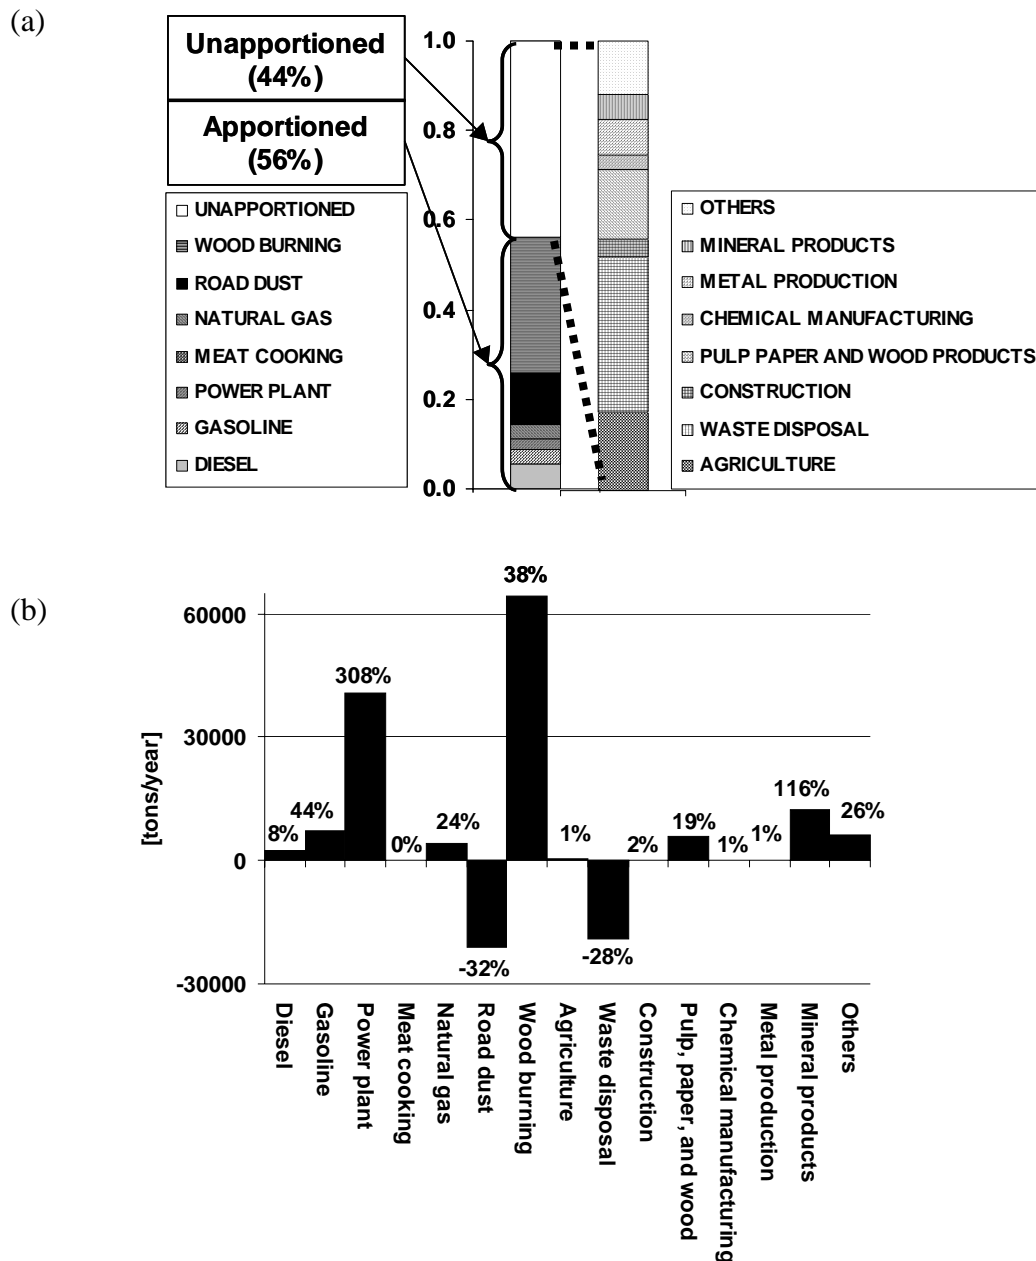 (a)
Unapportioned
(44%)
Apportioned
(56%)
UNAPPORTIONED
WOOD BURNING
ROAD DUST
NATURAL GAS
MEAT COOKING
POWER PLANT
GASOLINE
DIESEL
1.0
0.8
0.6
0.4
0.2
0.0
OTHERS
MINERAL PRODUCTS
METAL PRODUCTION
CHEMICAL MANUFACTURING
PULP PAPER AND WOOD PRODUCTS
CONSTRUCTION
WASTE DISPOSAL
AGRICULTURE
(b)
[tons/year]
60000
30000
0
-30000
8%
44%
308%
0%
24%
-32%
38%
1%
-28%
2%
19%
1%
1%
116%
26%
Diesel
Gasoline
Power plant
Meat cooking
Natural gas
Road dust
Wood burning
Agriculture
Waste disposal
Construction
Pulp, paper, and wood
Chemical manufacturing
Metal production
Mineral products
Others